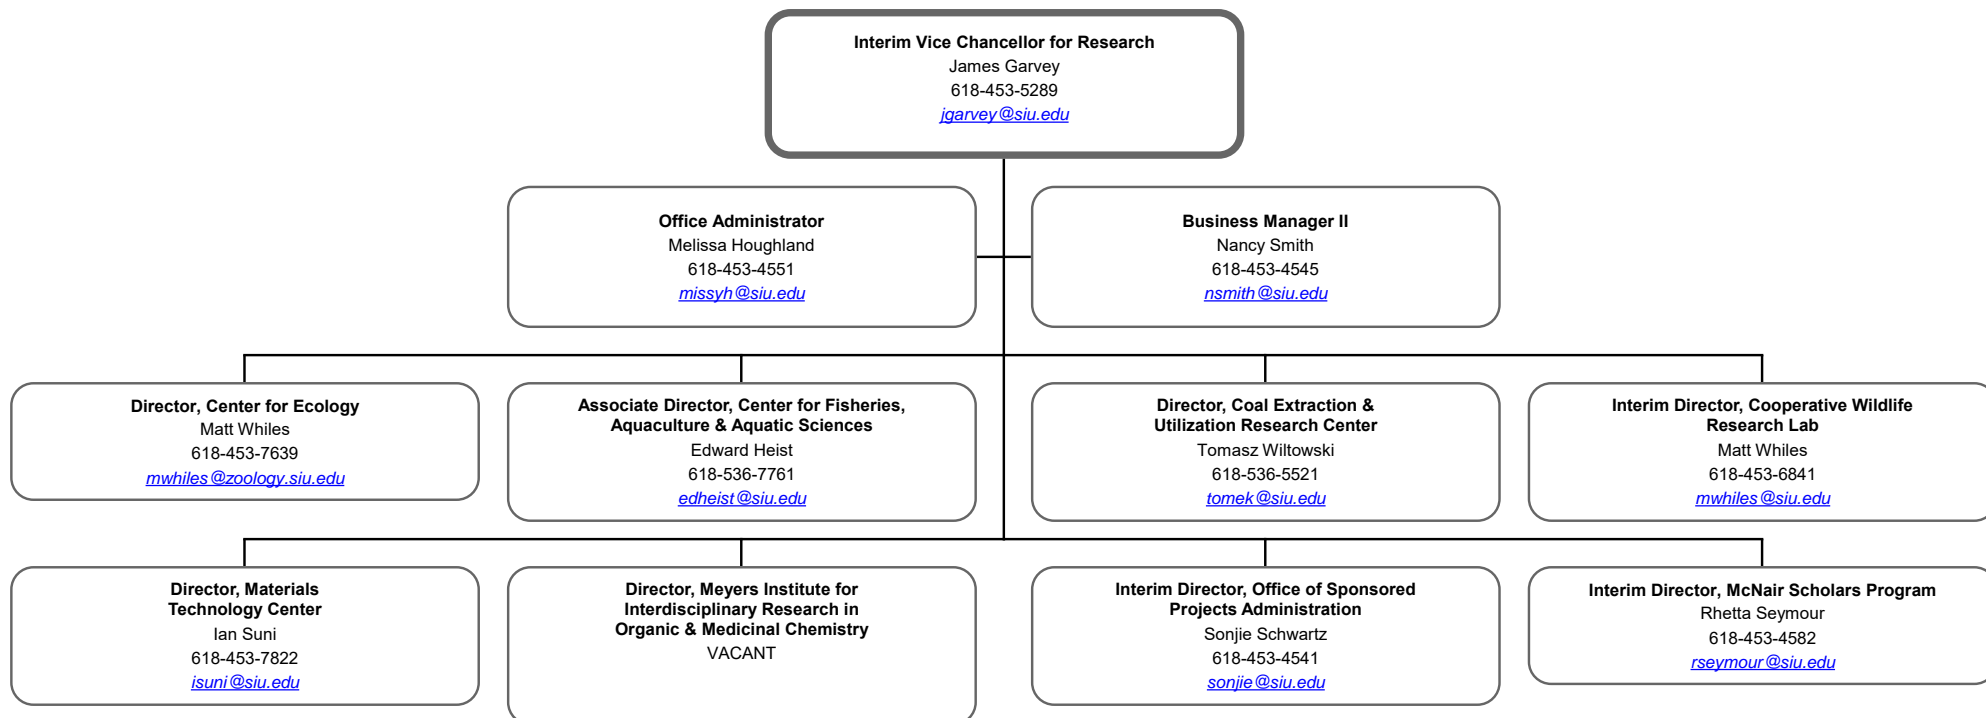 Interim Vice Chancellor for Research
James Garvey
618-453-5289
jgarvey@siu.edu
Office Administrator
Melissa Houghland
618-453-4551
missyh@siu.edu
Business Manager II
Nancy Smith
618-453-4545
nsmith@siu.edu
Director, Center for Ecology
Matt Whiles
618-453-7639
mwhiles@zoology.siu.edu
Associate Director, Center for Fisheries,
Aquaculture & Aquatic Sciences
Edward Heist
618-536-7761
edheist@siu.edu
Director, Coal Extraction &
Utilization Research Center
Tomasz Wiltowski
618-536-5521
tomek@siu.edu
Interim Director, Cooperative Wildlife
Research Lab
Matt Whiles
618-453-6841
mwhiles@siu.edu
Director, Materials
Technology Center
Ian Suni
618-453-7822
isuni@siu.edu
Director, Meyers Institute for
Interdisciplinary Research in
Organic & Medicinal Chemistry
VACANT
Interim Director, Office of Sponsored
Projects Administration
Sonjie Schwartz
618-453-4541
sonjie@siu.edu
Interim Director, McNair Scholars Program
Rhetta Seymour
618-453-4582
rseymour@siu.edu